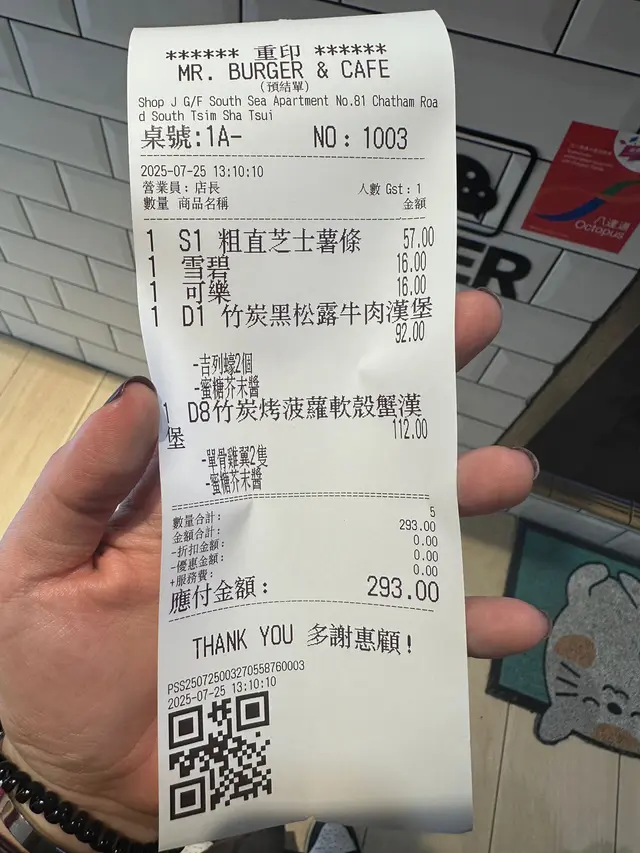 ****** 重印 ******
MR. BURGER & CAFE
(預結單)
Shop J G/F South Sea Apartment No.81 Chatham Roa
d South Tsim Sha Tsui
桌號:1A- NO : 1003
2025-07-25 13:10:10
營業員: 店長 人數 Gst: 1
數量 商品名稱 金額
1 S1 粗直芝士薯條 57.00
1 雪碧 16.00
1 可樂 16.00
1 D1 竹炭黑松露牛肉漢堡
92.00
-吉列蠔2個
-蜜糖芥末醬
1 D8竹炭烤菠蘿軟殼蟹漢
堡 112.00
-單骨雞翼2隻
-蜜糖芥末醬
數量合計: 5
金額合計: 293.00
-折扣金額: 0.00
-優惠金額: 0.00
+服務費: 0.00
應付金額: 293.00
THANK YOU 多謝惠顧!
PSS250725003270558760003
2025-07-25 13:10:10
ER
八達通
Octopus